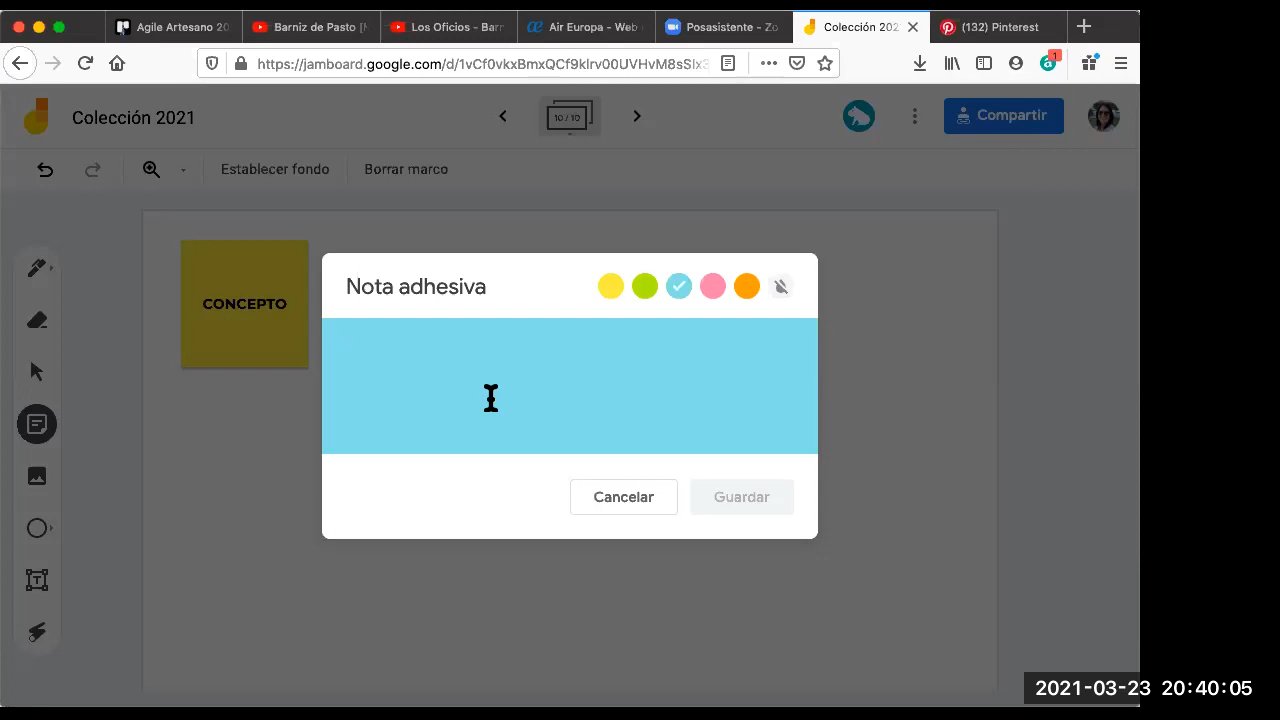 Agile Artesano 20
Barniz de Pasto [N
Los Oficios - Barn
Air Europa - Web
Posasistente - Zo
Colección 202
(132) Pinterest
https://jamboard.google.com/d/1vCf0vkxBmxQCf9klrv00UVHvM8sSlx3
1
Colección 2021
10 / 10
Compartir
Establecer fondo
Borrar marco
CONCEPTO
Nota adhesiva
Cancelar
Guardar
2021-03-23 20:40:05